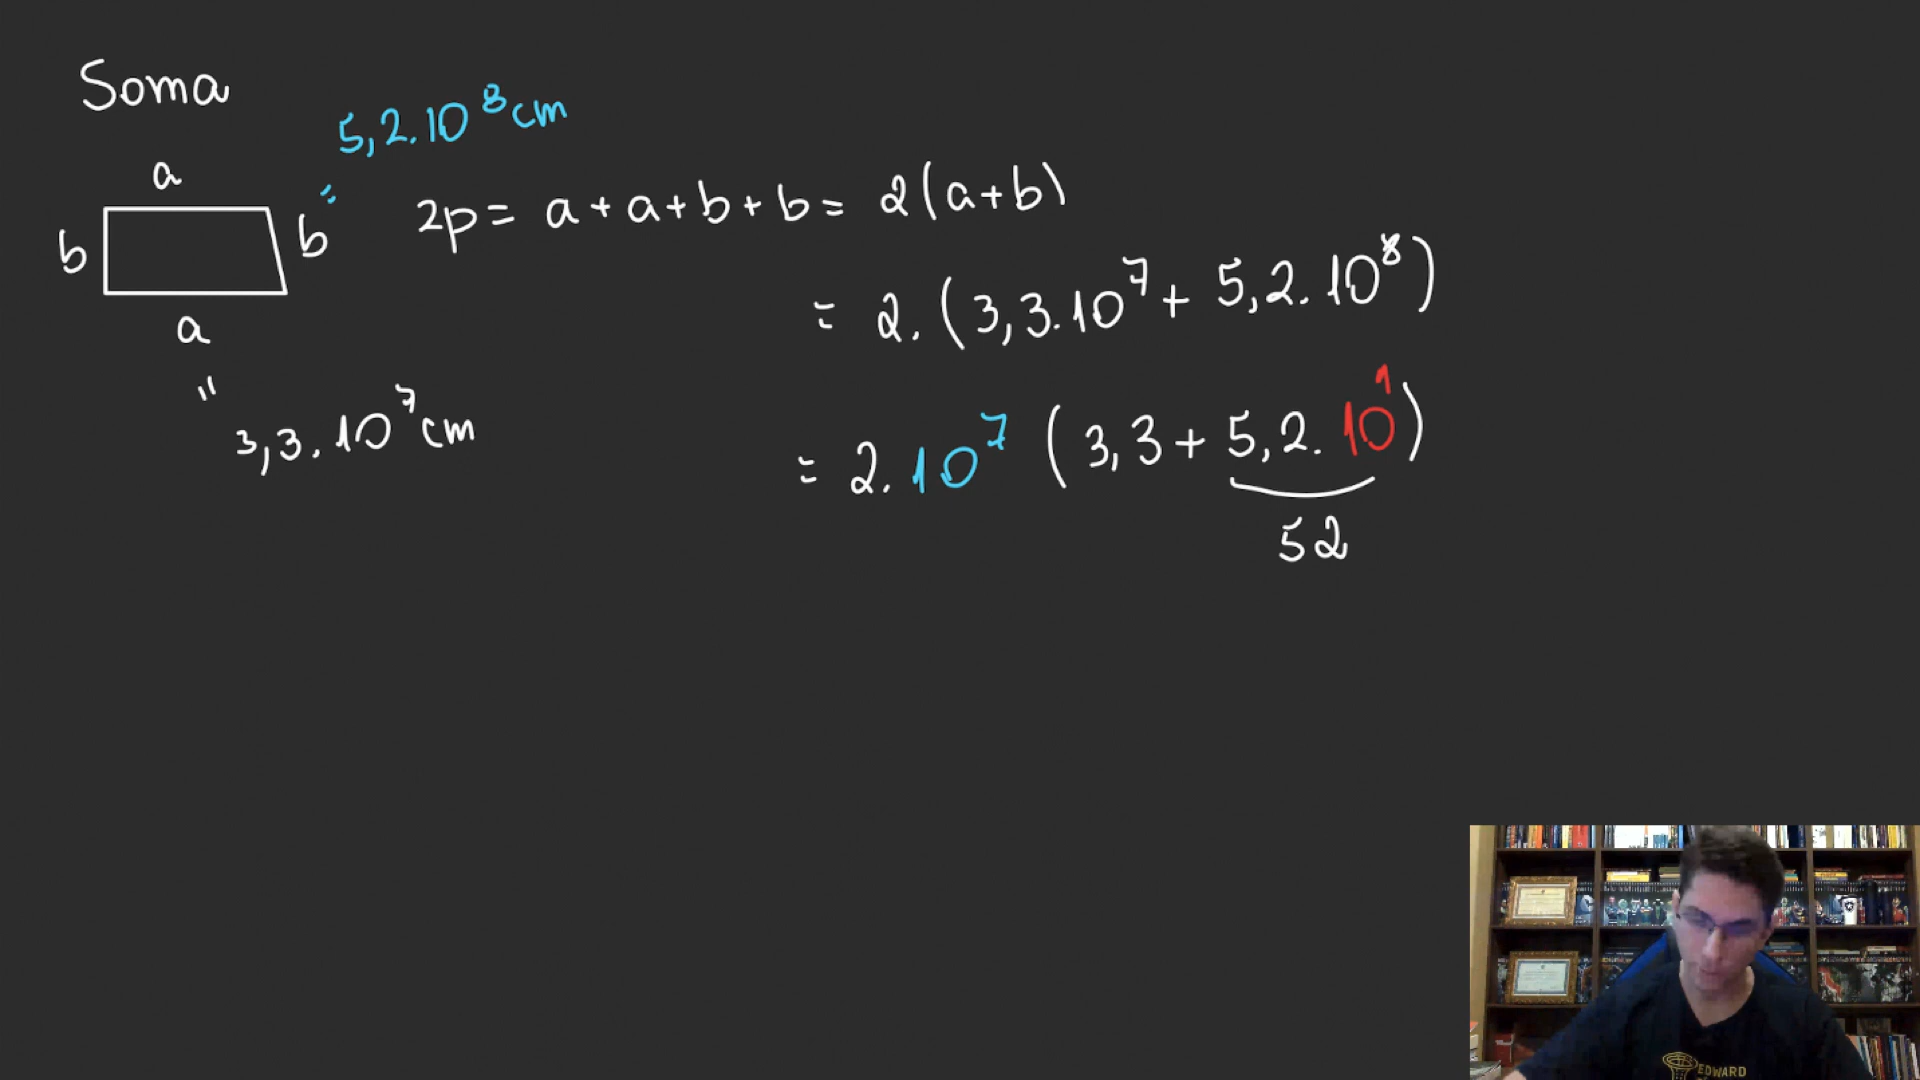 Soma
5,2.10⁸cm
a
b
b
=
a
"
3,3.10⁷cm
2p= a+a+b+b= 2(a+b)
= 2.(3,3.10⁷+ 5,2.10⁸)
= 2.10⁷ (3,3+5,2.10¹)
52
EDWARD